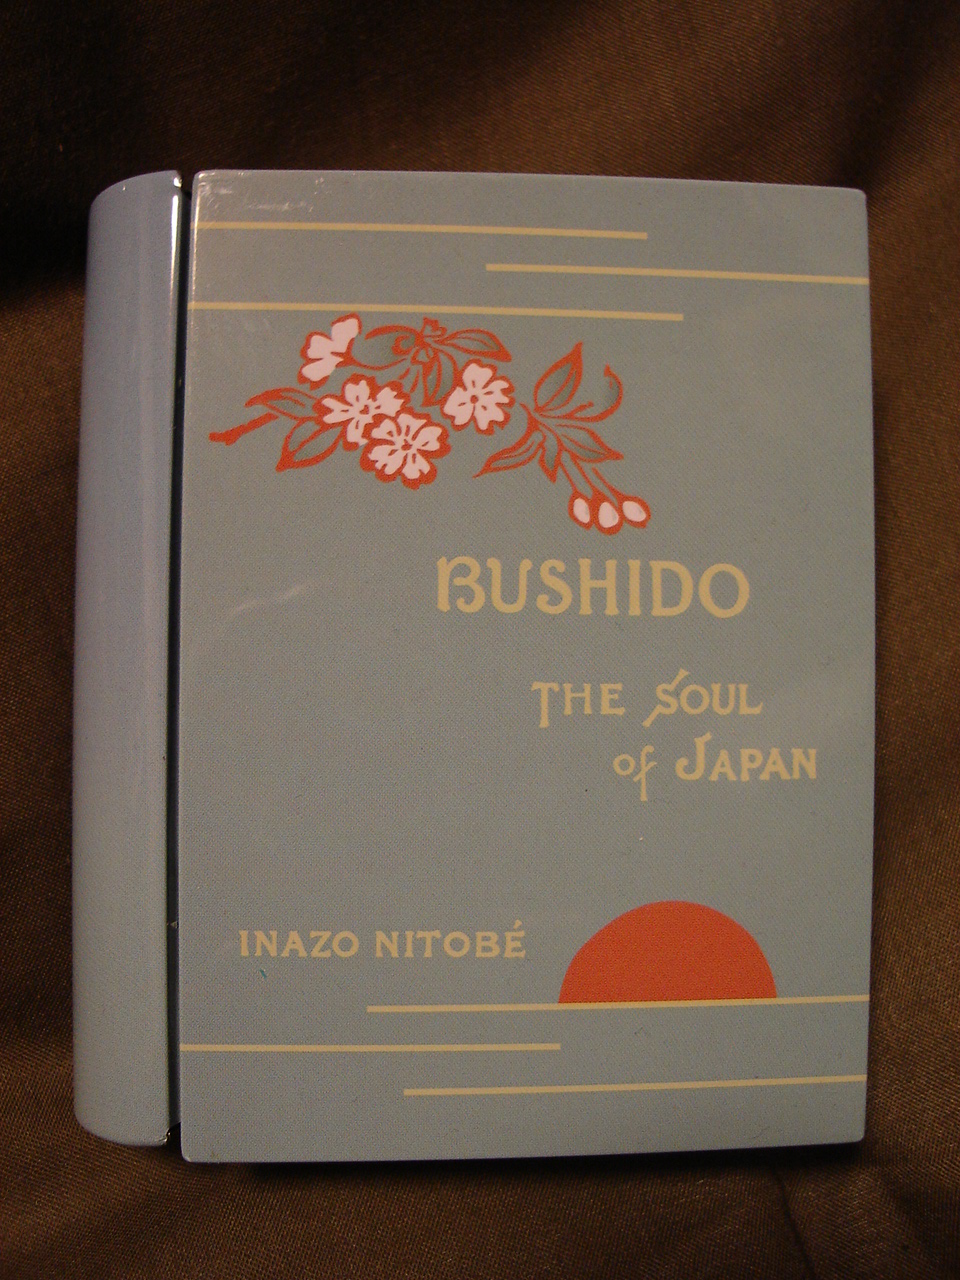 BUSHIDO
THE SOUL
of JAPAN
INAZO NITOBÉ